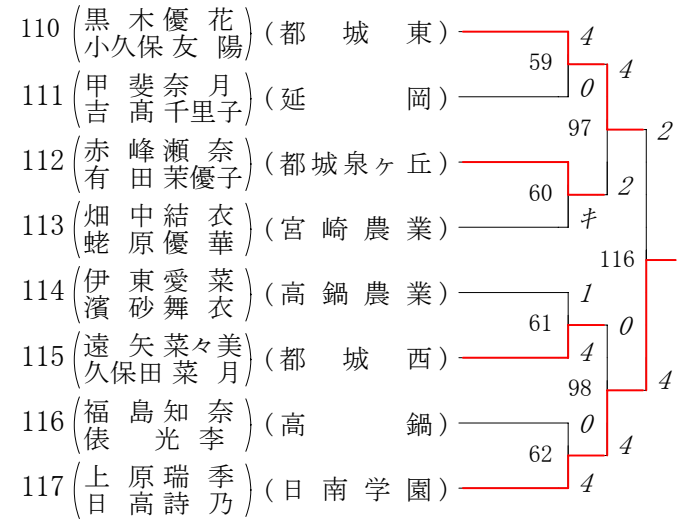 110 (黒木優花 小久保友陽) (都城東) 4
59 4
111 (甲斐奈月 吉髙千里子) (延岡) 0
97 2
112 (赤峰瀬奈 有田茉優子) (都城泉ヶ丘)
60 2
113 (畑中結衣 蛯原優華) (宮崎農業) キ
116
114 (伊東愛菜 濱砂舞衣) (高鍋農業) 1
61 0
115 (遠矢菜々美 久保田菜月) (都城西) 4
98 4
116 (福島知奈 俵光李) (高鍋) 0
62 4
117 (上原瑞季 日高詩乃) (日南学園) 4